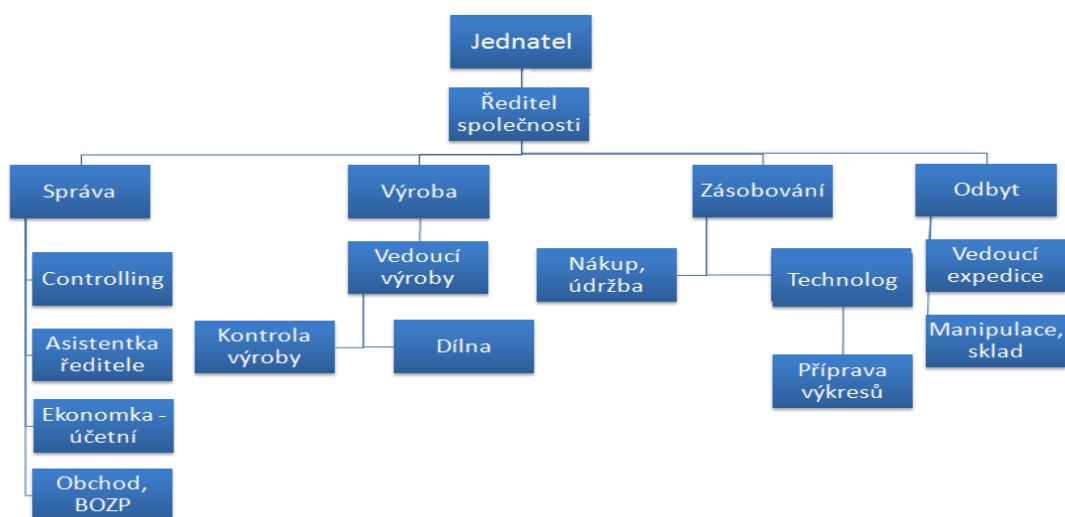 Jednatel
Ředitel
společnosti
Správa
Výroba
Zásobování
Odbyt
Controlling
Asistentka
ředitele
Ekonomka -
účetní
Obchod,
BOZP
Vedoucí
výroby
Kontrola
výroby
Dílna
Nákup,
údržba
Technolog
Příprava
výkresů
Vedoucí
expedice
Manipulace,
sklad